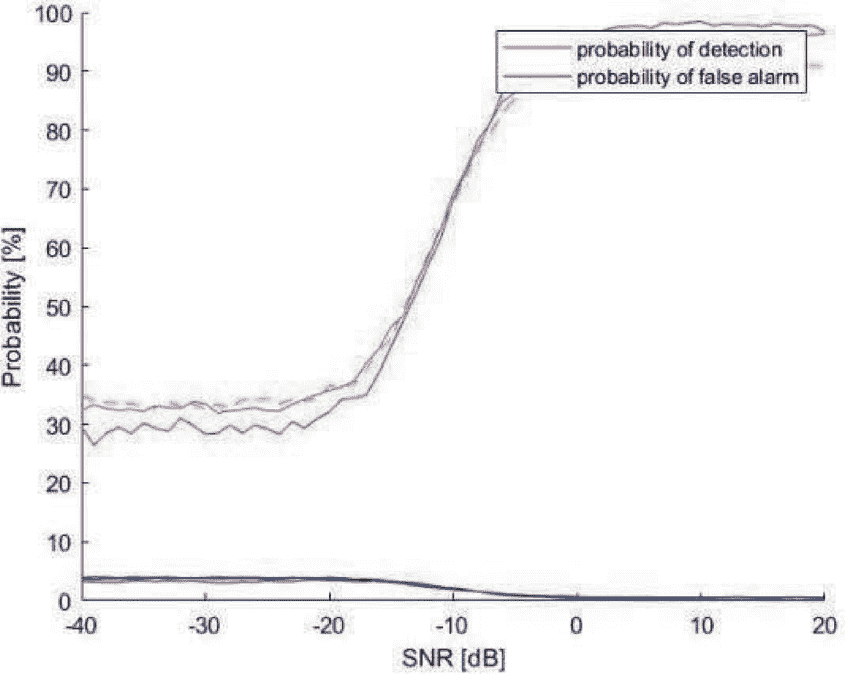 100
90
80
70
60
50
40
30
20
10
0
Probability [%]
probability of detection
probability of false alarm
-40 -30 -20 -10 0 10 20
SNR [dB]